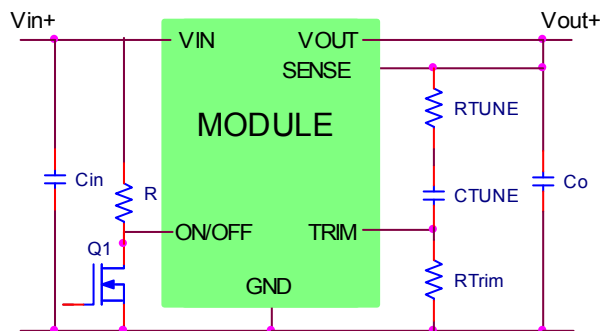 Vin+
Vout+
VIN
VOUT
SENSE
RTUNE
MODULE
Cin
R
CTUNE
Co
Q1
ON/OFF
TRIM
GND
RTrim